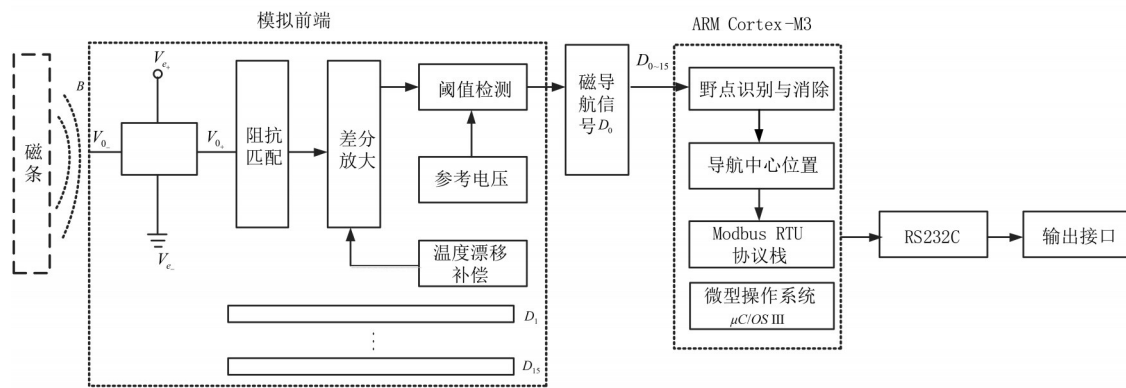 模拟前端
ARM Cortex-M3
磁条
B
Ve+
V0-
V0+
Ve-
阻抗
匹配
差分
放大
阈值检测
参考电压
温度漂移
补偿
D1
⋮
D15
磁导
航信
号D0
D0~15
野点识别与消除
导航中心位置
Modbus RTU
协议栈
微型操作系统
μC/OS III
RS232C
输出接口